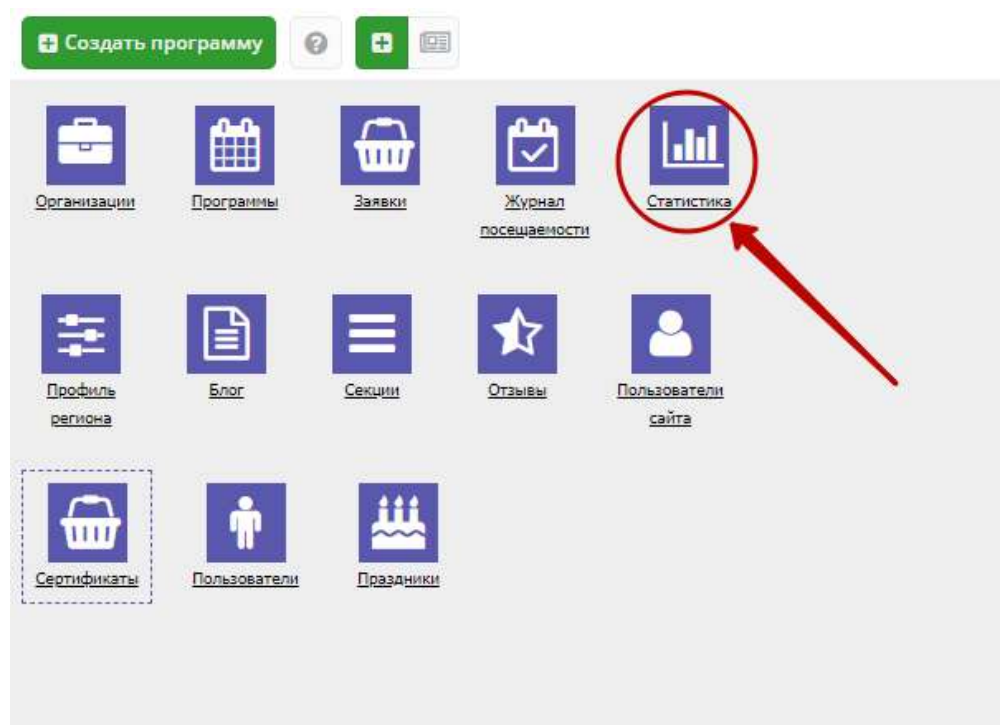 Создать программу
Организации
Программы
Заявки
Журнал
посещаемости
Статистика
Профиль
региона
Блог
Секции
Отзывы
Пользователи
сайта
Сертификаты
Пользователи
Праздники